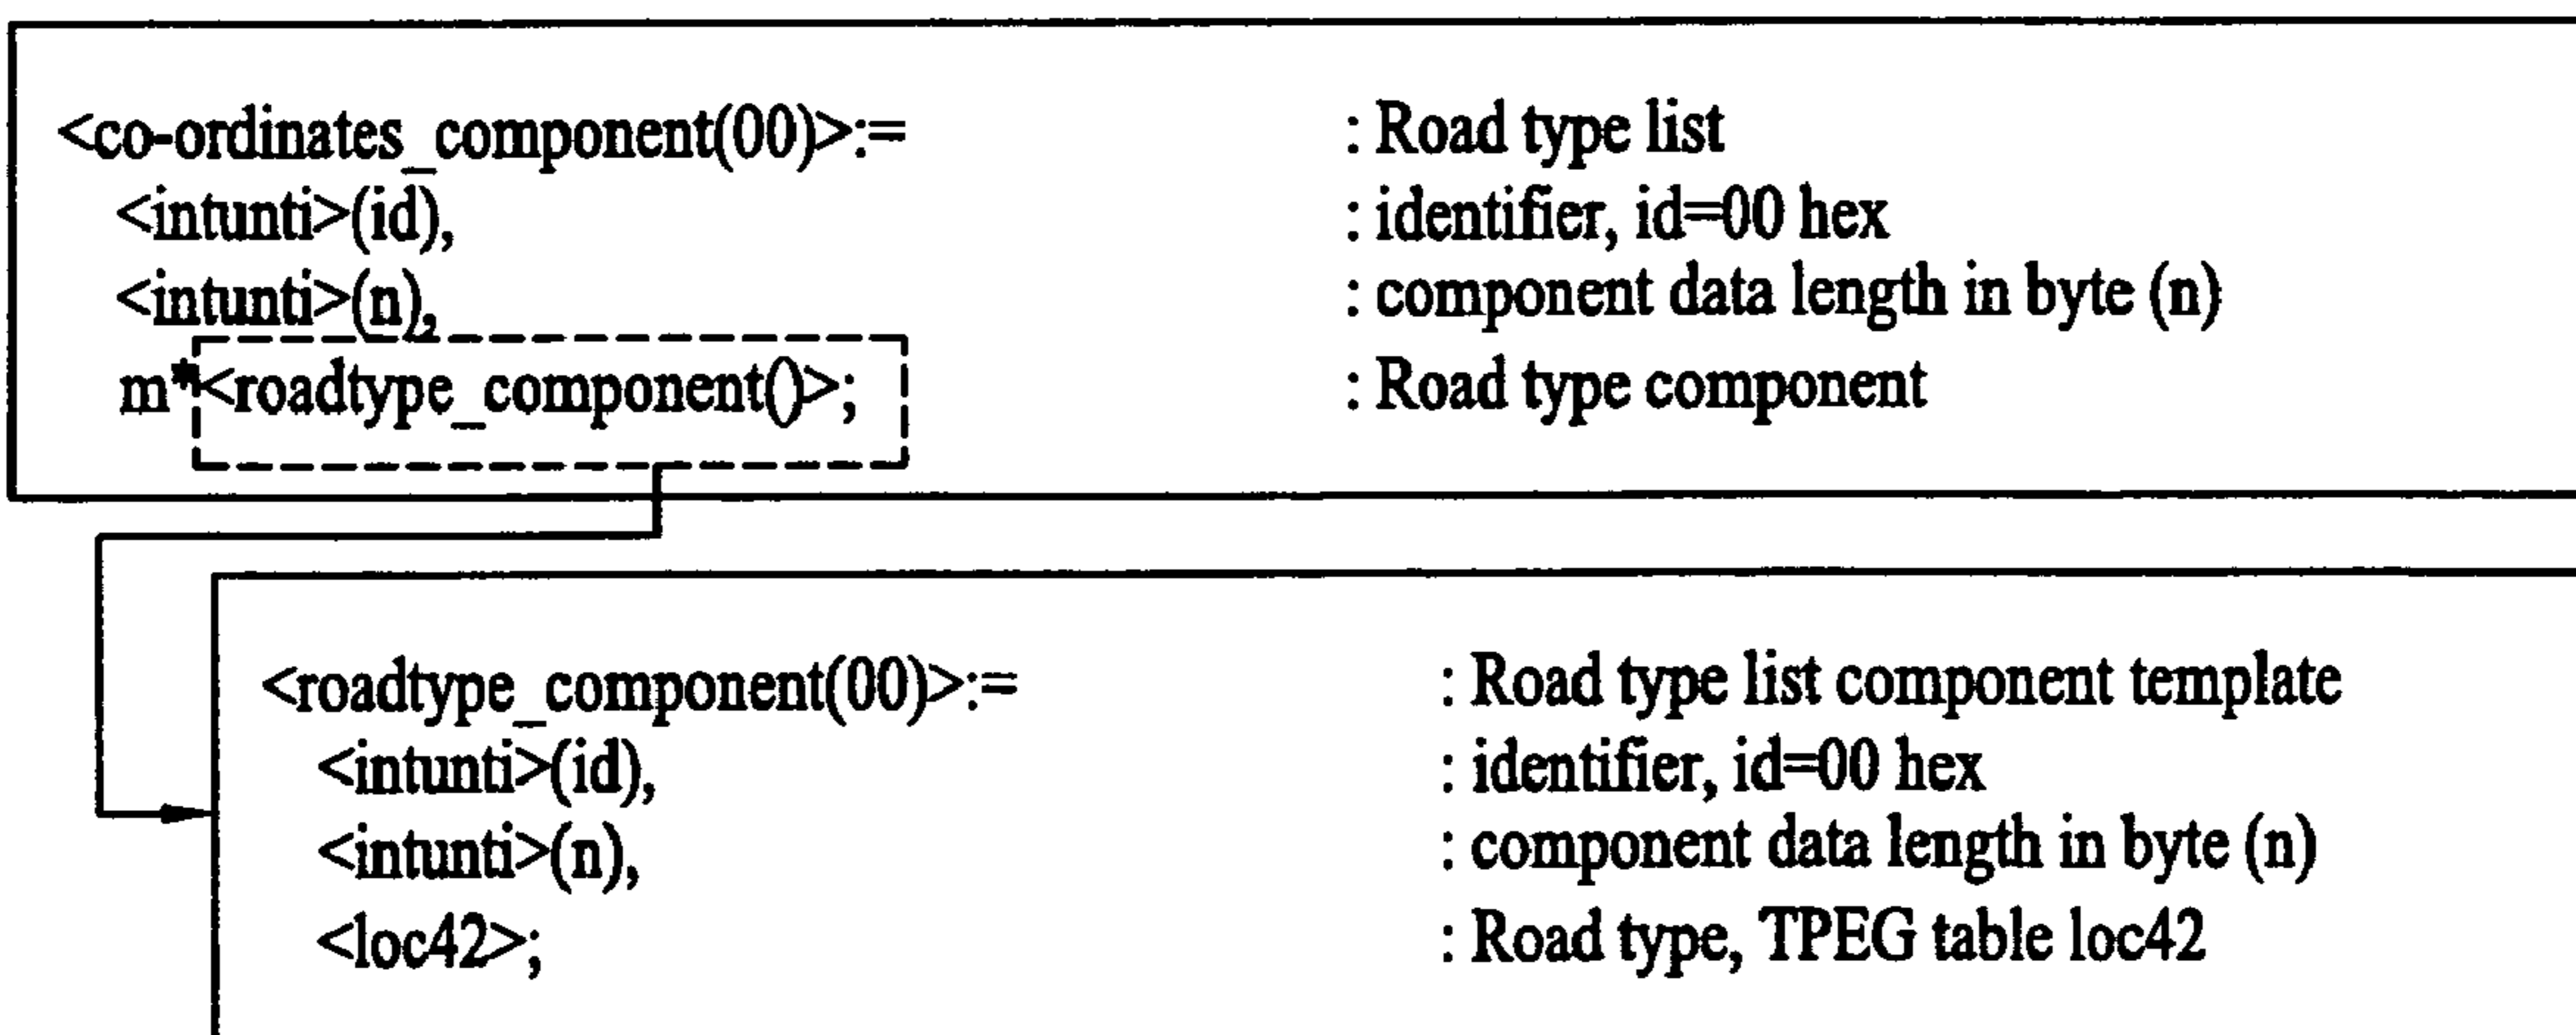 <co-ordinates_component(00)>:= : Road type list
<intunti>(id), : identifier, id=00 hex
<intunti>(n), : component data length in byte (n)
m*<roadtype_component()>; : Road type component
<roadtype_component(00)>:= : Road type list component template
<intunti>(id), : identifier, id=00 hex
<intunti>(n), : component data length in byte (n)
<loc42>; : Road type, TPEG table loc42